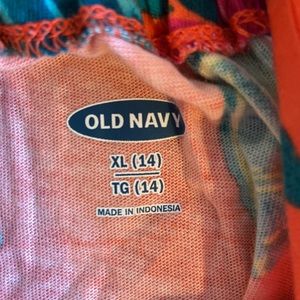 OLD NAVY
XL (14)
TG (14)
MADE IN INDONESIA